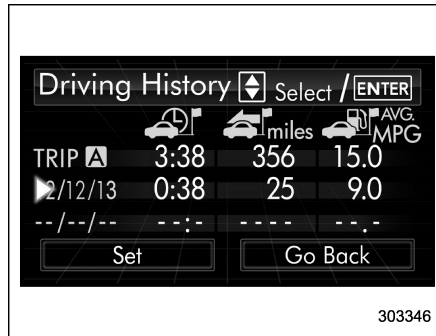 Driving History Select / ENTER
miles AVG. MPG
TRIP A 3:38 356 15.0
2/12/13 0:38 25 9.0
--/--/-- --:-- ---- --.-
Set Go Back
303346